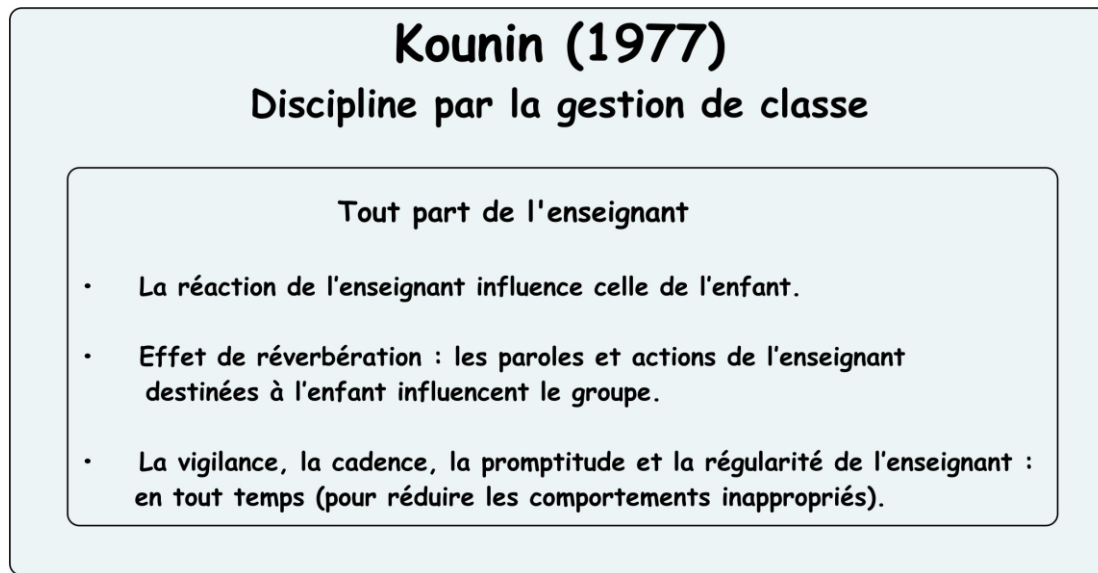 Kounin (1977)
Discipline par la gestion de classe
Tout part de l'enseignant
• La réaction de l’enseignant influence celle de l’enfant.
• Effet de réverbération : les paroles et actions de l’enseignant
destinées à l’enfant influencent le groupe.
• La vigilance, la cadence, la promptitude et la régularité de l’enseignant :
en tout temps (pour réduire les comportements inappropriés).